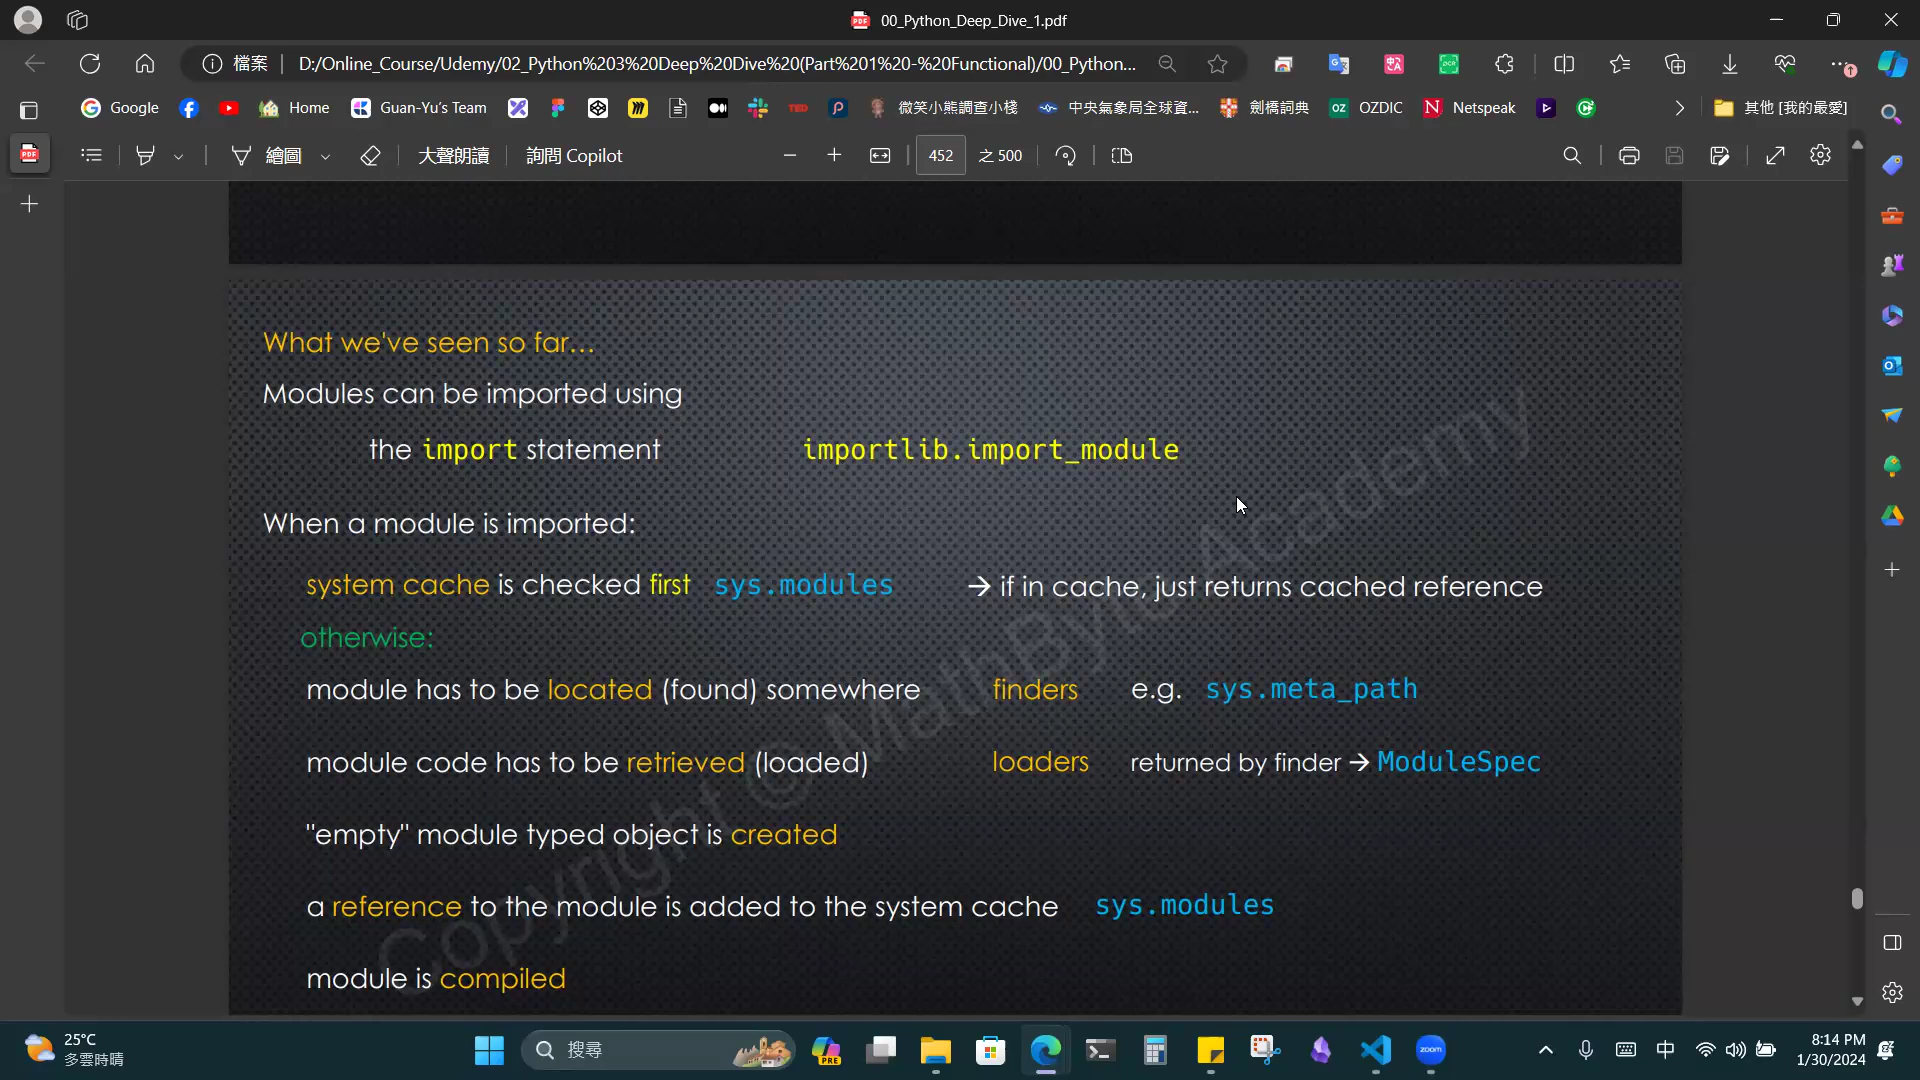 00_Python_Deep_Dive_1.pdf
檔案 D:/Online_Course/Udemy/02_Python%203%20Deep%20Dive%20(Part%201%20-%20Functional)/00_Python...
Google Home Guan-Yu's Team TED 微笑小熊調查小棧 中央氣象局全球資... 劍橋詞典 OZ OZDIC Netspeak 其他 [我的最愛]
繪圖 大聲朗讀 詢問 Copilot 452 之 500
What we've seen so far...
Modules can be imported using
the import statement importlib.import_module
When a module is imported:
system cache is checked first sys.modules → if in cache, just returns cached reference
otherwise:
module has to be located (found) somewhere finders e.g. sys.meta_path
module code has to be retrieved (loaded) loaders returned by finder → ModuleSpec
"empty" module typed object is created
a reference to the module is added to the system cache sys.modules
module is compiled
Copyright © MathByte Academy
25°C
多雲時晴
搜尋
PRE
zoom
中
8:14 PM
1/30/2024